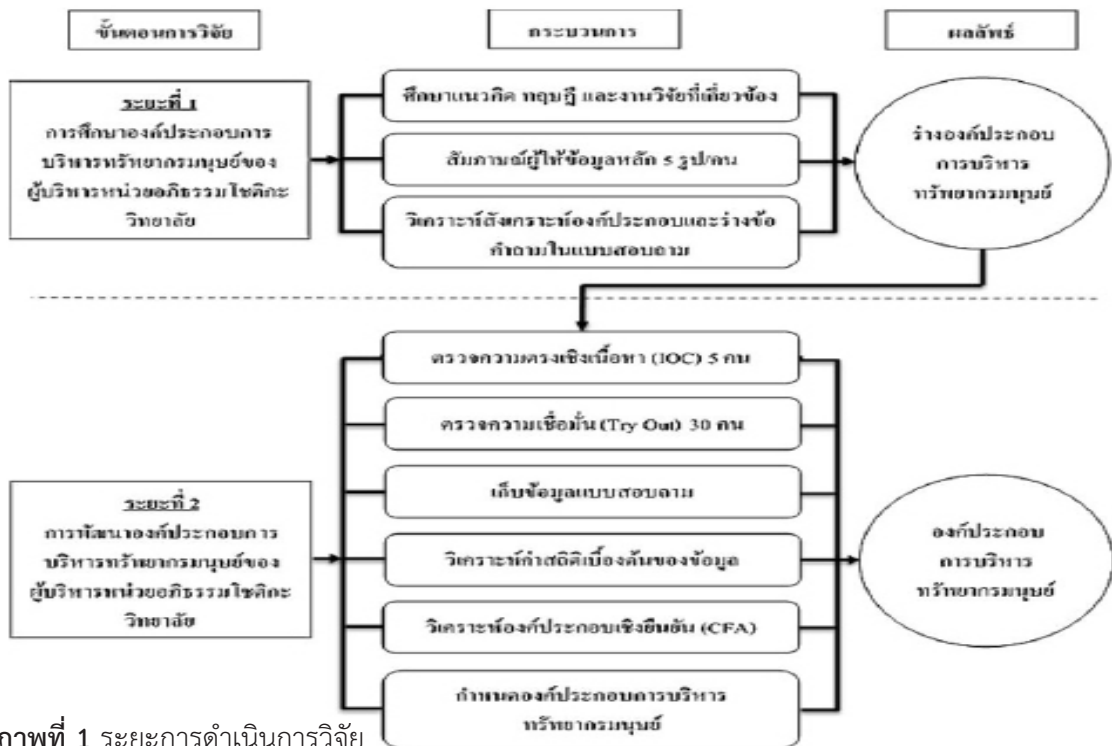 ขั้นตอนการวิจัย
กระบวนการ
ผลลัพธ์
ระยะที่ 1
การศึกษาองค์ประกอบการ
บริหารทรัพยากรมนุษย์ของ
ผู้บริหารหน่วยอภิธรรมโชติกะ
วิทยาลัย
ศึกษาแนวคิด ทฤษฎี และงานวิจัยที่เกี่ยวข้อง
สัมภาษณ์ผู้ให้ข้อมูลหลัก 5 รูป/คน
วิเคราะห์สังเคราะห์องค์ประกอบและร่างข้อ
คำถามในแบบสอบถาม
ร่างองค์ประกอบ
การบริหาร
ทรัพยากรมนุษย์
ระยะที่ 2
การพัฒนาองค์ประกอบการ
บริหารทรัพยากรมนุษย์ของ
ผู้บริหารหน่วยอภิธรรมโชติกะ
วิทยาลัย
ตรวจความตรงเชิงเนื้อหา (IOC) 5 คน
ตรวจความเชื่อมั่น (Try Out) 30 คน
เก็บข้อมูลแบบสอบถาม
วิเคราะห์ค่าสถิติเบื้องต้นของข้อมูล
วิเคราะห์องค์ประกอบเชิงยืนยัน (CFA)
กำหนดองค์ประกอบการบริหาร
ทรัพยากรมนุษย์
องค์ประกอบ
การบริหาร
ทรัพยากรมนุษย์
ภาพที่ 1 ระยะการดำเนินการวิจัย